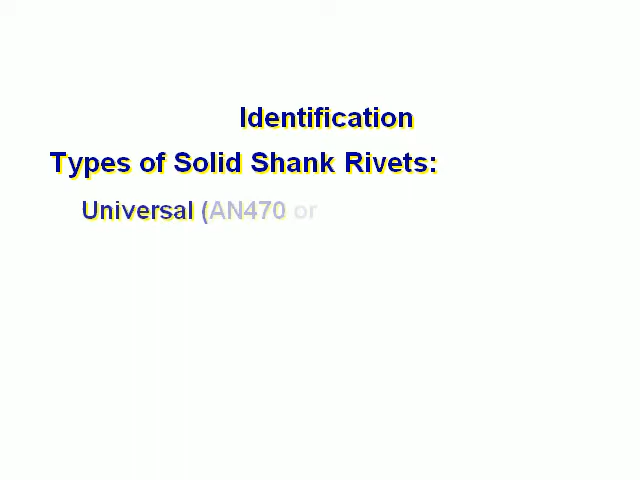 Identification
Types of Solid Shank Rivets:
Universal (AN470 or